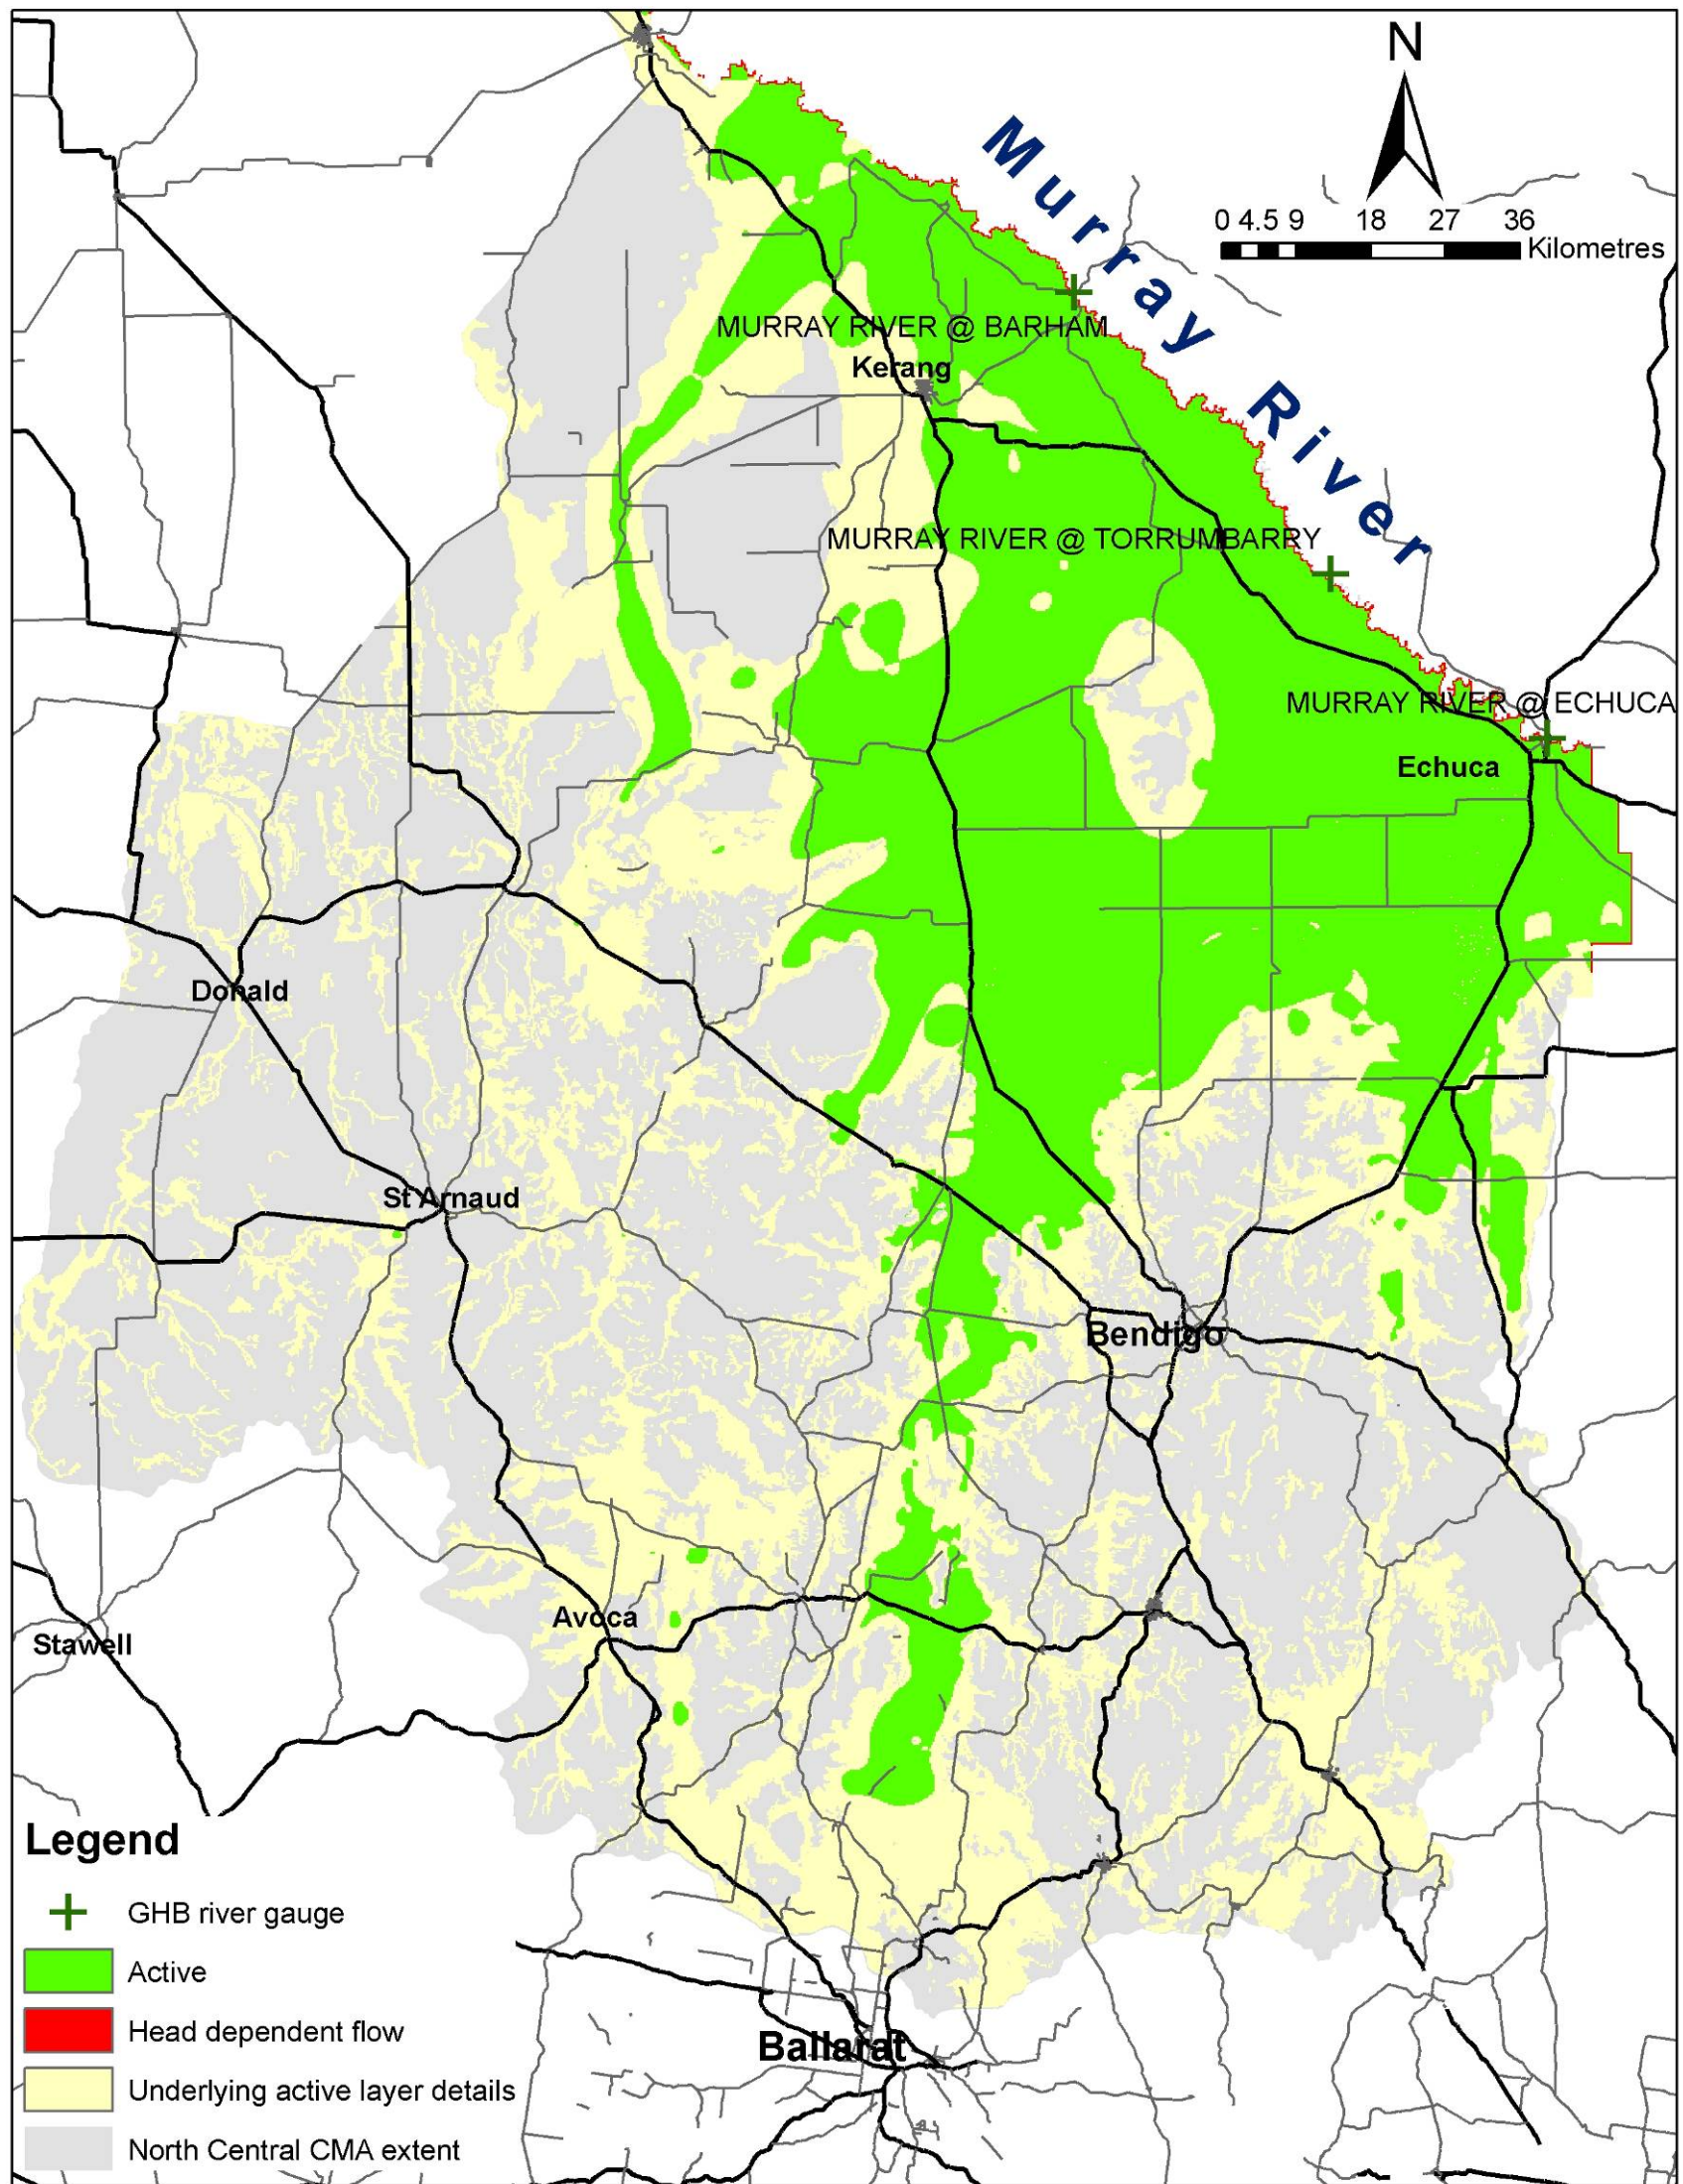 N
0 4.5 9 18 27 36
Kilometres
Murray River
MURRAY RIVER @ BARHAM
Kerang
MURRAY RIVER @ TORRUMBARRY
MURRAY RIVER @ ECHUCA
Echuca
Donald
St Arnaud
Bendigo
Avoca
Stawell
Ballarat
Legend
GHB river gauge
Active
Head dependent flow
Underlying active layer details
North Central CMA extent